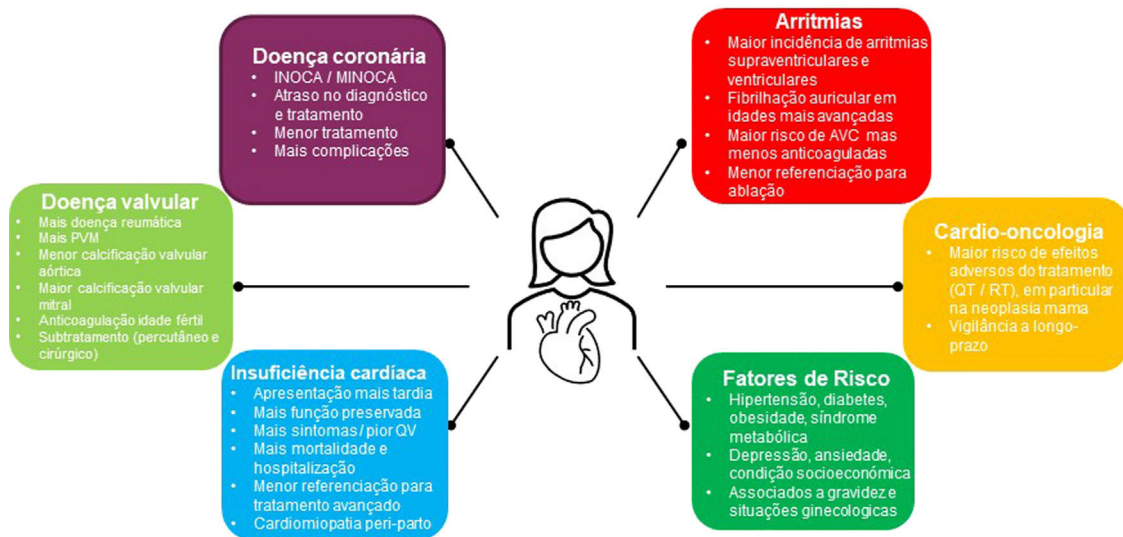 Doença coronária
• INOCA / MINOCA
• Atraso no diagnóstico
e tratamento
• Menor tratamento
• Mais complicações
Arritmias
• Maior incidência de arritmias
supraventriculares e
ventriculares
• Fibrilhação auricular em
idades mais avançadas
• Maior risco de AVC mas
menos anticoaguladas
• Menor referenciação para
ablação
Doença valvular
• Mais doença reumática
• Mais PVM
• Menor calcificação valvular
aórtica
• Maior calcificação valvular
mitral
• Anticoagulação idade fértil
• Subtratamento (percutâneo e
cirúrgico)
Cardio-oncologia
• Maior risco de efeitos
adversos do tratamento
(QT / RT), em particular
na neoplasia mama
• Vigilância a longo-
prazo
Insuficiência cardíaca
• Apresentação mais tardia
• Mais função preservada
• Mais sintomas/ pior QV
• Mais mortalidade e
hospitalização
• Menor referenciação para
tratamento avançado
• Cardiomiopatia peri-parto
Fatores de Risco
• Hipertensão, diabetes,
obesidade, síndrome
metabólica
• Depressão, ansiedade,
condição socioeconómica
• Associados a gravidez e
situações ginecologicas